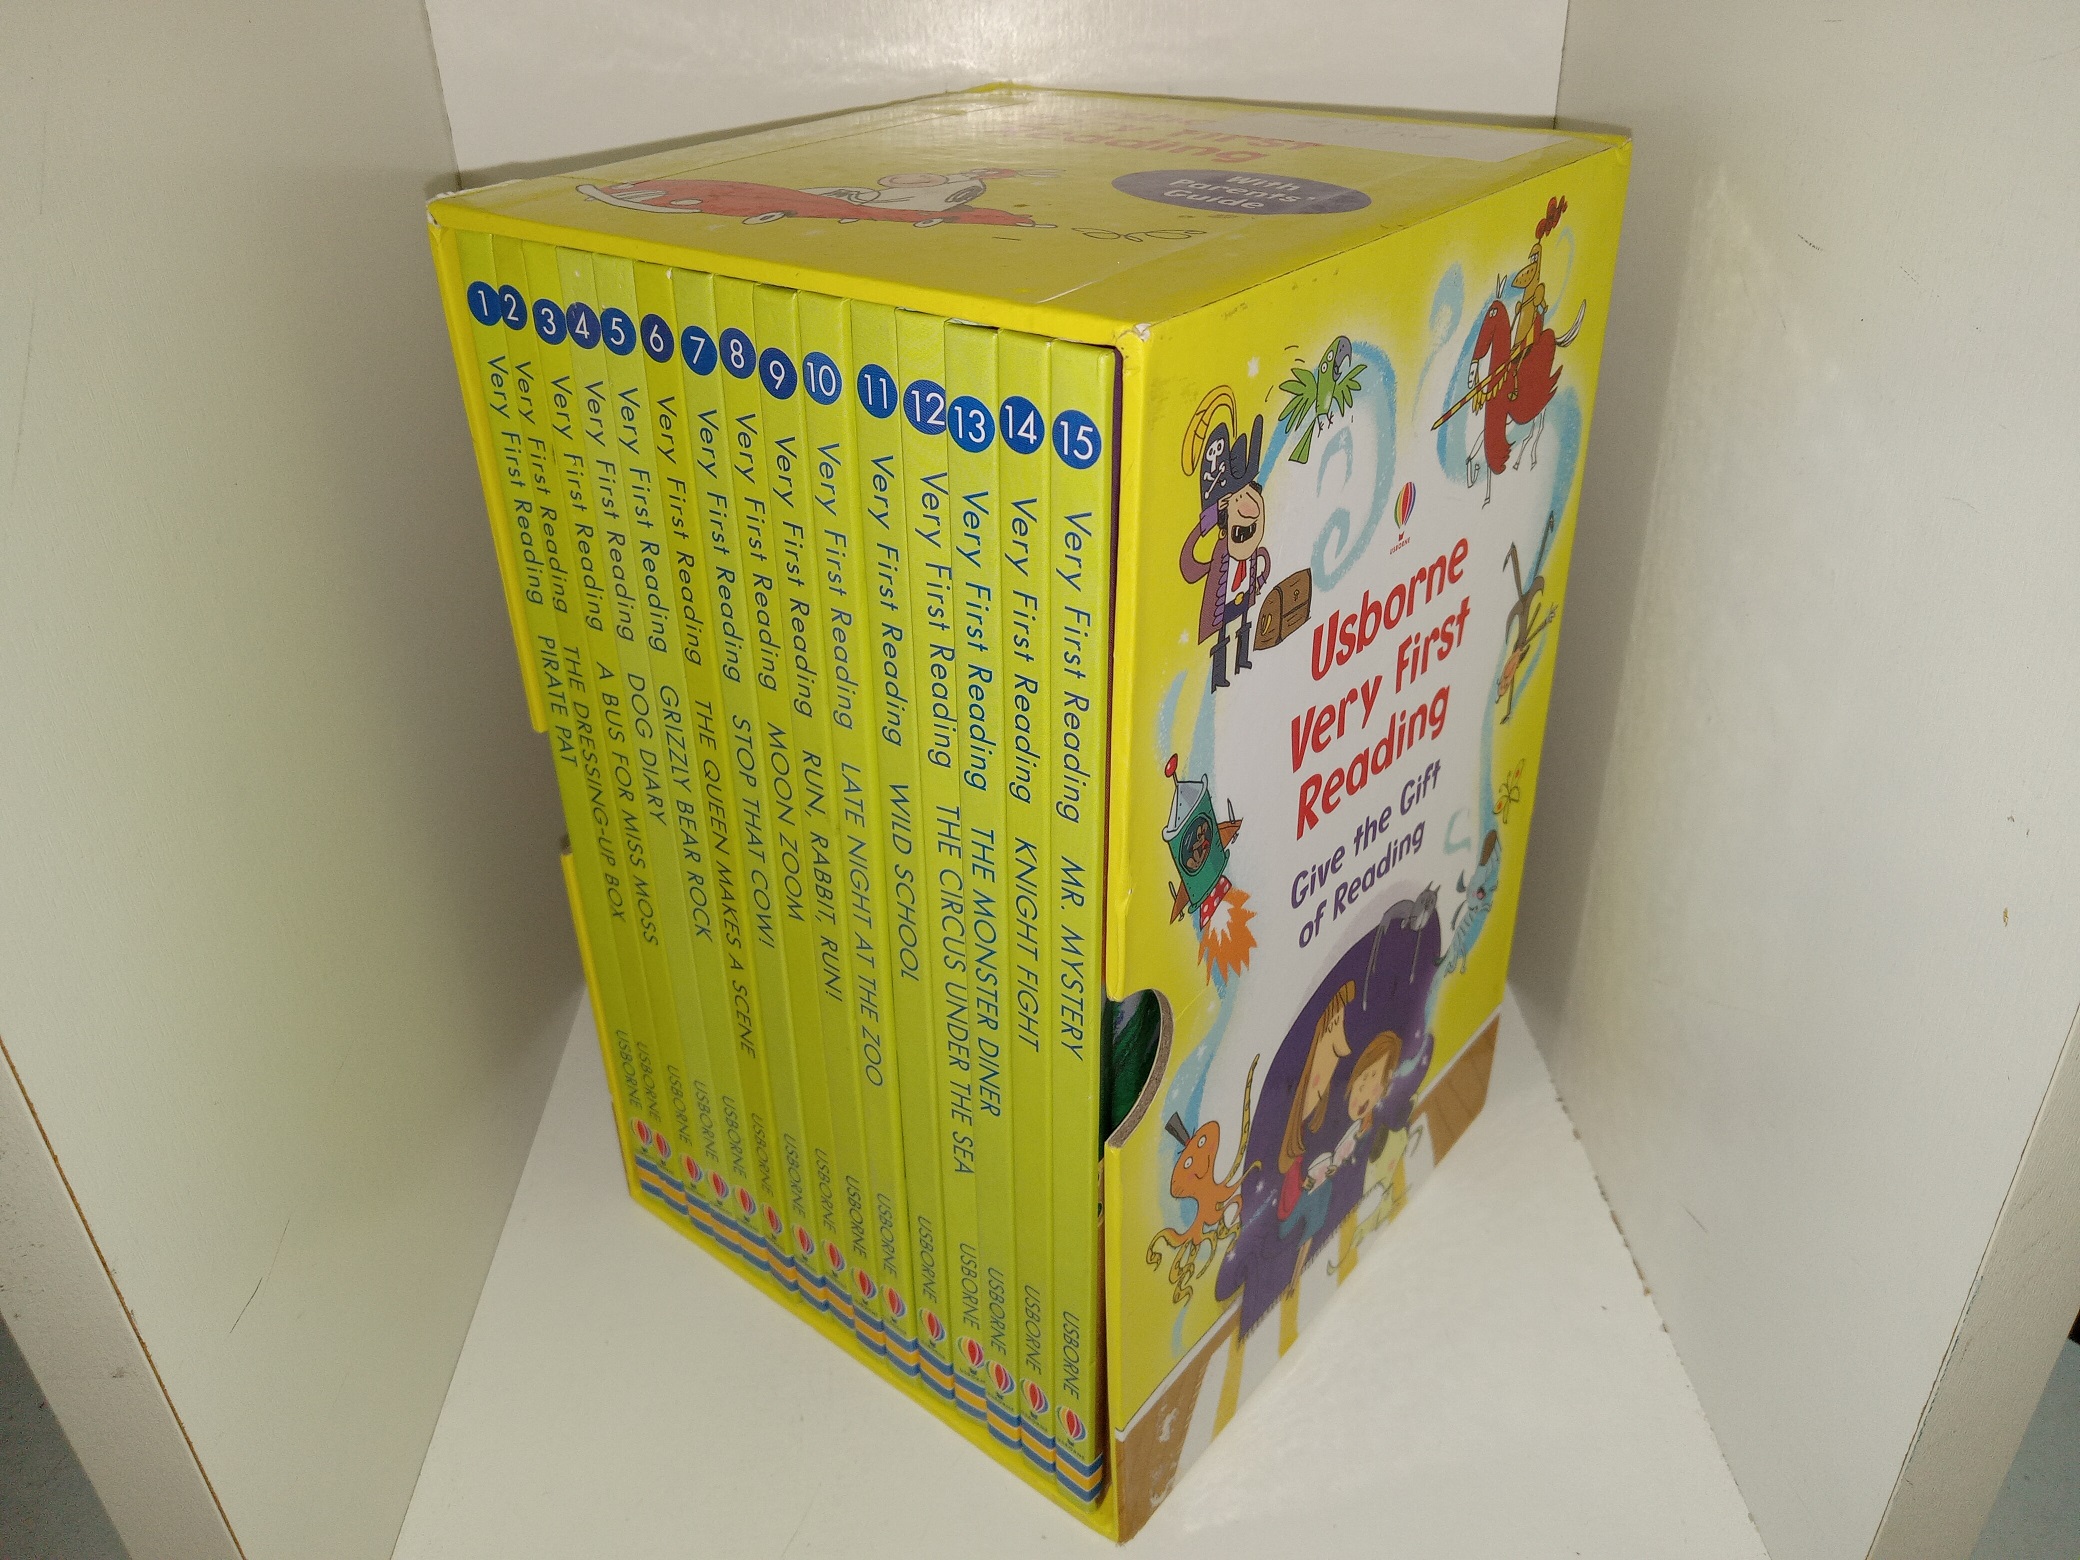 Very First
Reading
With
Parents'
Guide
1 Very First Reading PIRATE PAT USBORNE
2 Very First Reading THE DRESSING-UP BOX USBORNE
3 Very First Reading A BUS FOR MISS MOSS USBORNE
4 Very First Reading DOG DIARY USBORNE
5 Very First Reading GRIZZLY BEAR ROCK USBORNE
6 Very First Reading THE QUEEN MAKES A SCENE USBORNE
7 Very First Reading STOP THAT COW! USBORNE
8 Very First Reading MOON ZOOM USBORNE
9 Very First Reading RUN, RABBIT, RUN! USBORNE
10 Very First Reading LATE NIGHT AT THE ZOO USBORNE
11 Very First Reading WILD SCHOOL USBORNE
12 Very First Reading THE CIRCUS UNDER THE SEA USBORNE
13 Very First Reading THE MONSTER DINER USBORNE
14 Very First Reading KNIGHT FIGHT USBORNE
15 Very First Reading MR. MYSTERY USBORNE
USBORNE
Usborne
Very First
Reading
Give the Gift
of Reading